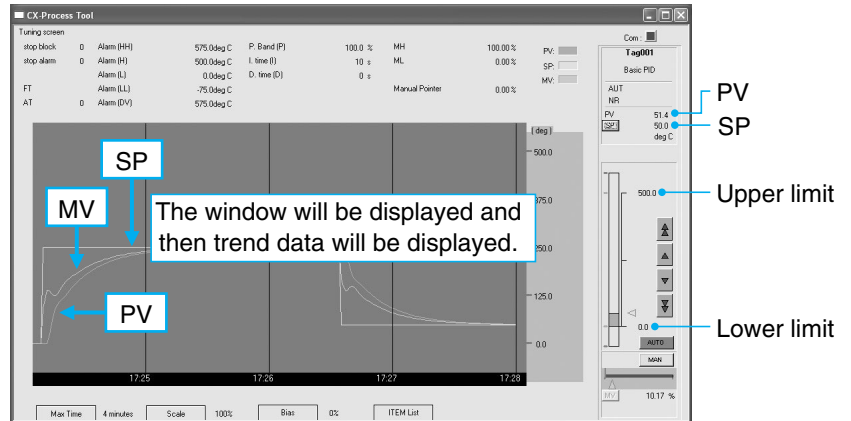 CX-Process Tool
Tuning screen
stop block 0 Alarm (HH) 575.0deg C P. Band (P) 100.0 % MH 100.00 % PV:
stop alarm 0 Alarm (H) 500.0deg C I. time (I) 10 s ML 0.00 % SP:
Alarm (L) 0.0deg C D. time (D) 0 s MV:
FT Alarm (LL) -75.0deg C Manual Pointer 0.00 %
AT 0 Alarm (DV) 575.0deg C
Com :
Tag001
Basic PID
AUT
NR
PV 51.4
SP 50.0
deg C
PV
SP
(deg)
500.0
375.0
250.0
125.0
0.0
SP
MV
The window will be displayed and
then trend data will be displayed.
PV
500.0
Upper limit
0.0
Lower limit
AUTO
MAN
MV 10.17 %
17:25 17:26 17:27 17:28
Max Time 4 minutes Scale 100% Bias 0% ITEM List